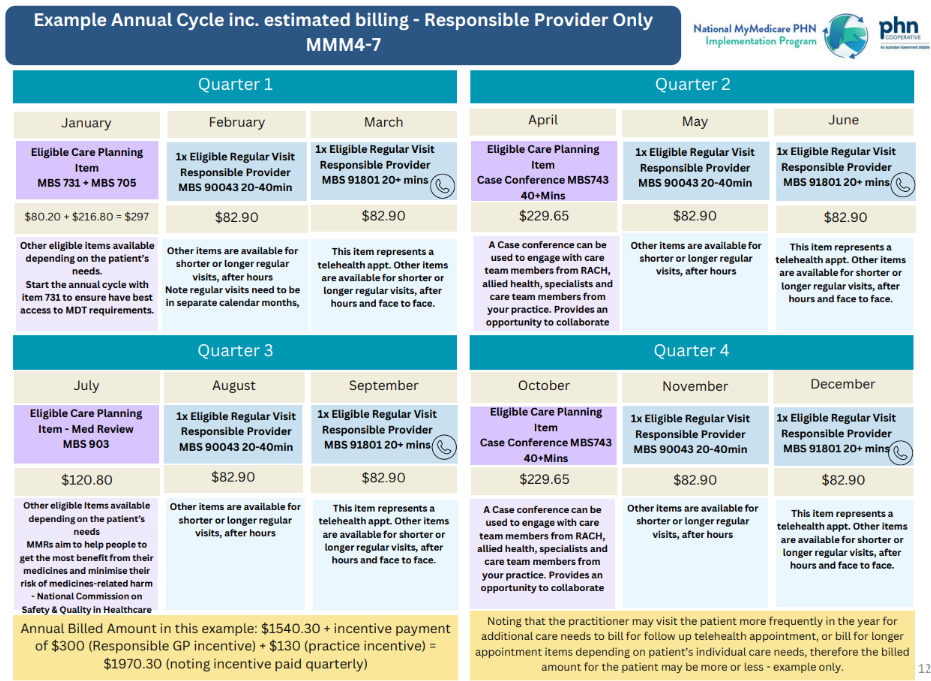 Example Annual Cycle inc. estimated billing - Responsible Provider Only
MMM4-7
National MyMedicare PHN
Implementation Program
phn
COOPERATIVE
An Australian Government Initiative
Quarter 1
January
February
March
Eligible Care Planning
Item
MBS 731 + MBS 705
1x Eligible Regular Visit
Responsible Provider
MBS 90043 20-40min
1x Eligible Regular Visit
Responsible Provider
MBS 91801 20+ mins
$80.20 + $216.80 = $297
$82.90
$82.90
Other eligible items available
depending on the patient's
needs.
Start the annual cycle with
item 731 to ensure have best
access to MDT requirements.
Other items are available for
shorter or longer regular
visits, after hours
Note regular visits need to be
in separate calendar months,
This item represents a
telehealth appt. Other items
are available for shorter or
longer regular visits, after
hours and face to face.
Quarter 2
April
May
June
Eligible Care Planning
Item
Case Conference MBS743
40+Mins
1x Eligible Regular Visit
Responsible Provider
MBS 90043 20-40min
1x Eligible Regular Visit
Responsible Provider
MBS 91801 20+ mins
$229.65
$82.90
$82.90
A Case conference can be
used to engage with care
team members from RACH,
allied health, specialists and
care team members from
your practice. Provides an
opportunity to collaborate
Other items are available for
shorter or longer regular
visits, after hours
This item represents a
telehealth appt. Other items
are available for shorter or
longer regular visits, after
hours and face to face.
Quarter 3
July
August
September
Eligible Care Planning
Item - Med Review
MBS 903
1x Eligible Regular Visit
Responsible Provider
MBS 90043 20-40min
1x Eligible Regular Visit
Responsible Provider
MBS 91801 20+ mins
$120.80
$82.90
$82.90
Other eligible Items available
depending on the patient's
needs
MMRs aim to help people to
get the most benefit from their
medicines and minimise their
risk of medicines-related harm
- National Commission on
Safety & Quality in Healthcare
Other items are available for
shorter or longer regular
visits, after hours
This item represents a
telehealth appt. Other items
are available for shorter or
longer regular visits, after
hours and face to face.
Quarter 4
October
November
December
Eligible Care Planning
Item
Case Conference MBS743
40+Mins
1x Eligible Regular Visit
Responsible Provider
MBS 90043 20-40min
1x Eligible Regular Visit
Responsible Provider
MBS 91801 20+ mins
$229.65
$82.90
$82.90
A Case conference can be
used to engage with care
team members from RACH,
allied health, specialists and
care team members from
your practice. Provides an
opportunity to collaborate
Other items are available for
shorter or longer regular
visits, after hours
This item represents a
telehealth appt. Other items
are available for shorter or
longer regular visits, after
hours and face to face.
Annual Billed Amount in this example: $1540.30 + incentive payment
of $300 (Responsible GP incentive) + $130 (practice incentive) =
$1970.30 (noting incentive paid quarterly)
Noting that the practitioner may visit the patient more frequently in the year for
additional care needs to bill for follow up telehealth appointment, or bill for longer
appointment items depending on patient's individual care needs, therefore the billed
amount for the patient may be more or less - example only.
12